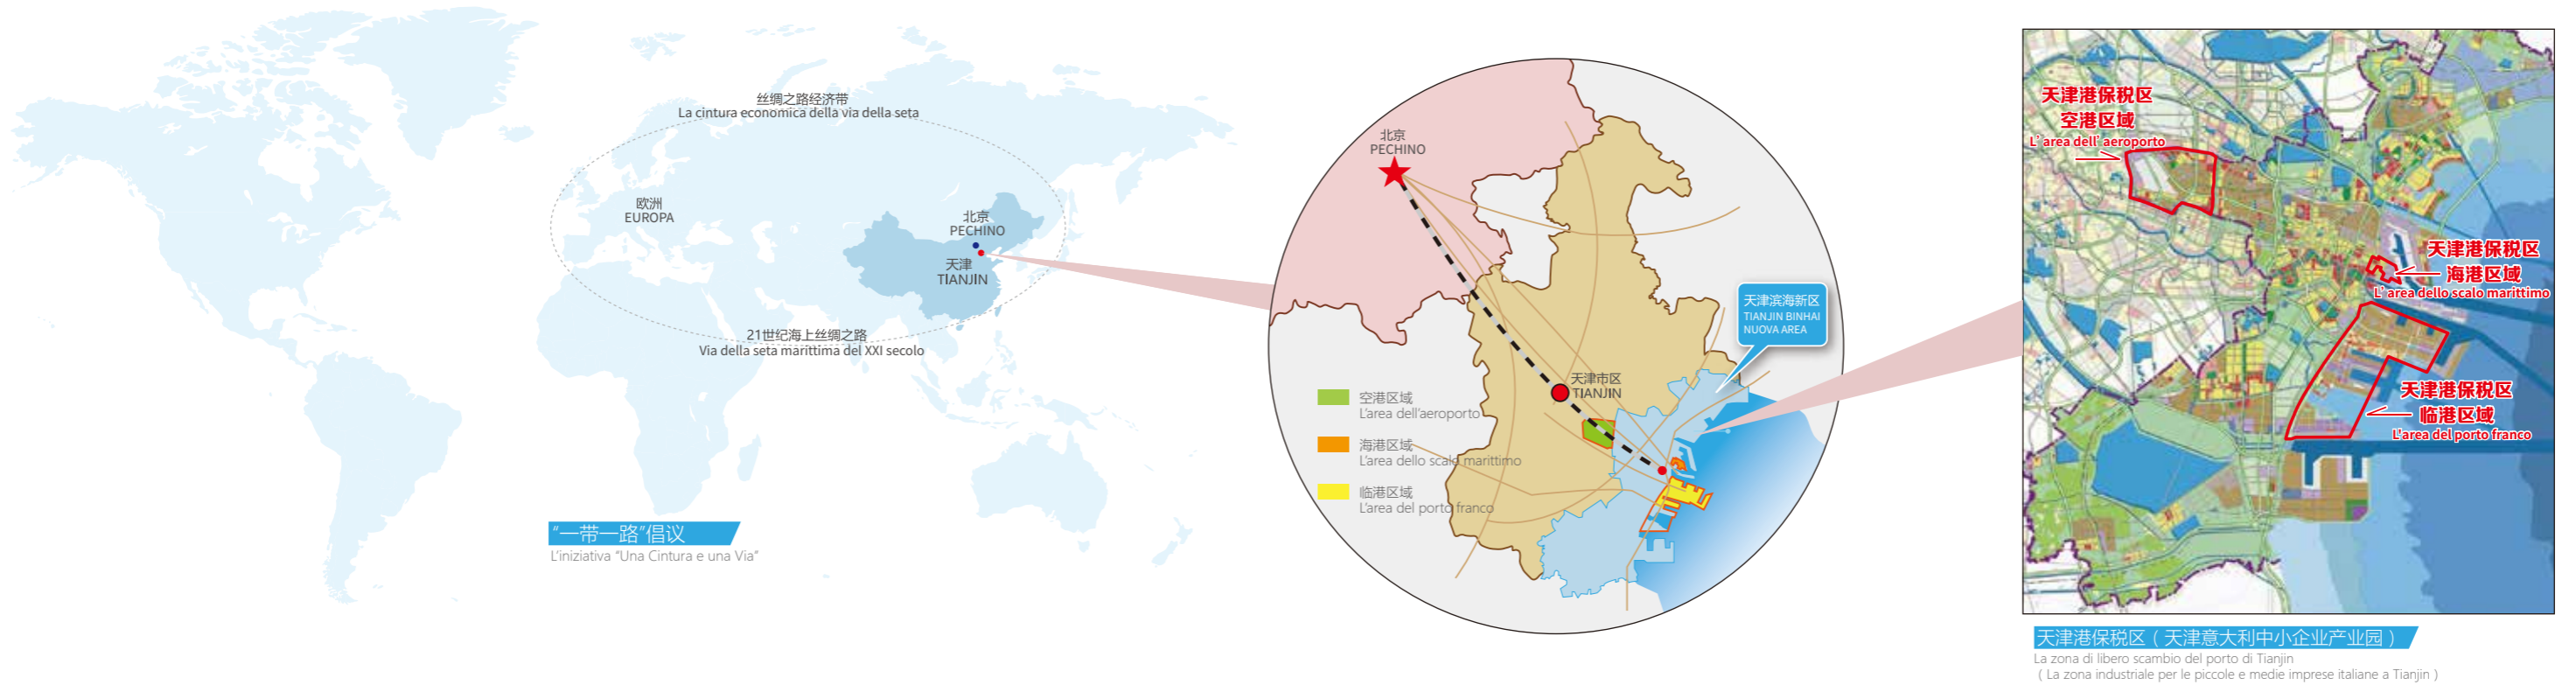 丝绸之路经济带
La cintura economica della via della seta
欧洲
EUROPA
北京
PECHINO
天津
TIANJIN
21世纪海上丝绸之路
Via della seta marittima del XXI secolo
“一带一路”倡议
L'iniziativa “Una Cintura e una Via”
北京
PECHINO
天津滨海新区
TIANJIN BINHAI
NUOVA AREA
天津市区
TIANJIN
空港区域
L'area dell'aeroporto
海港区域
L'area dello scalo marittimo
临港区域
L'area del porto franco
天津港保税区
空港区域
L' area dell' aeroporto
天津港保税区
海港区域
L' area dello scalo marittimo
天津港保税区
临港区域
L'area del porto franco
天津港保税区（天津意大利中小企业产业园）
La zona di libero scambio del porto di Tianjin
( La zona industriale per le piccole e medie imprese italiane a Tianjin )